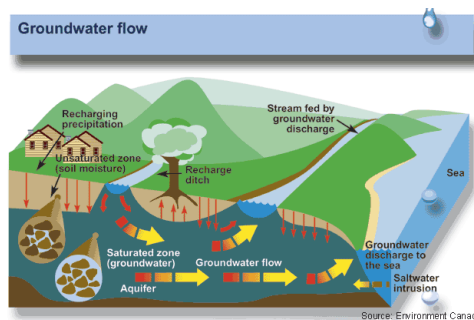 Groundwater flow
Recharging
precipitation
Stream fed by
groundwater
discharge
Unsaturated zone
(soil moisture)
Recharge
ditch
Sea
Saturated zone
(groundwater)
Groundwater flow
Groundwater
discharge to
the sea
Aquifer
Saltwater
intrusion
Source: Environment Canad